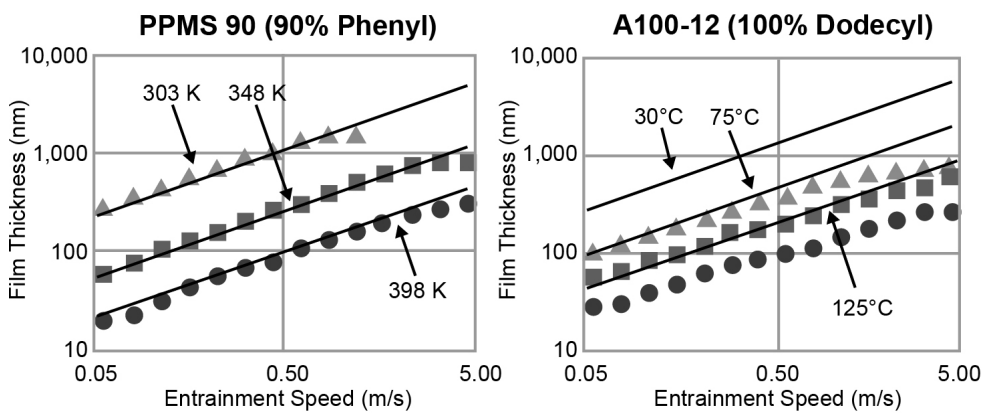 PPMS 90 (90% Phenyl)
10,000
1,000
100
10
0.05
0.50
5.00
Film Thickness (nm)
Entrainment Speed (m/s)
303 K
348 K
398 K
A100-12 (100% Dodecyl)
10,000
1,000
100
10
0.05
0.50
5.00
Film Thickness (nm)
Entrainment Speed (m/s)
30°C
75°C
125°C